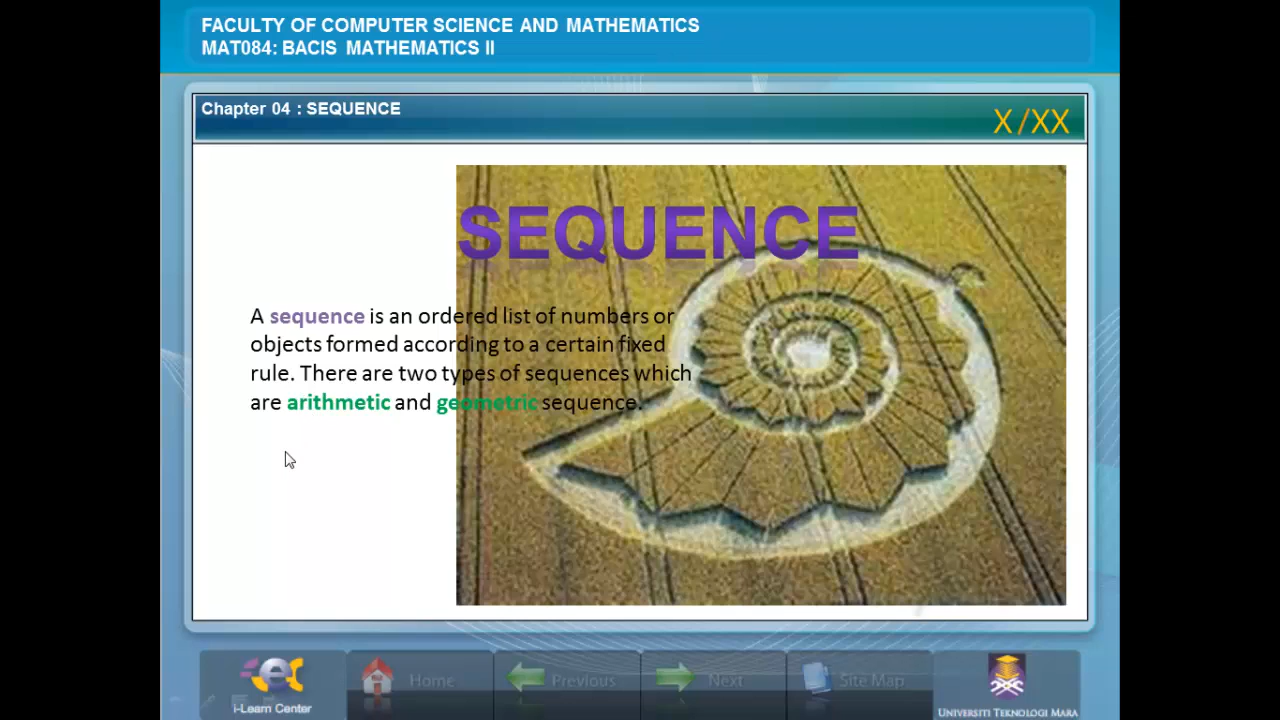 FACULTY OF COMPUTER SCIENCE AND MATHEMATICS
MAT084: BACIS MATHEMATICS II
Chapter 04 : SEQUENCE
X/XX
SEQUENCE
A sequence is an ordered list of numbers or
objects formed according to a certain fixed
rule. There are two types of sequences which
are arithmetic and geometric sequence.
i-Learn Center
Home
Previous
Next
Site Map
UNIVERSITI TEKNOLOGI MARA